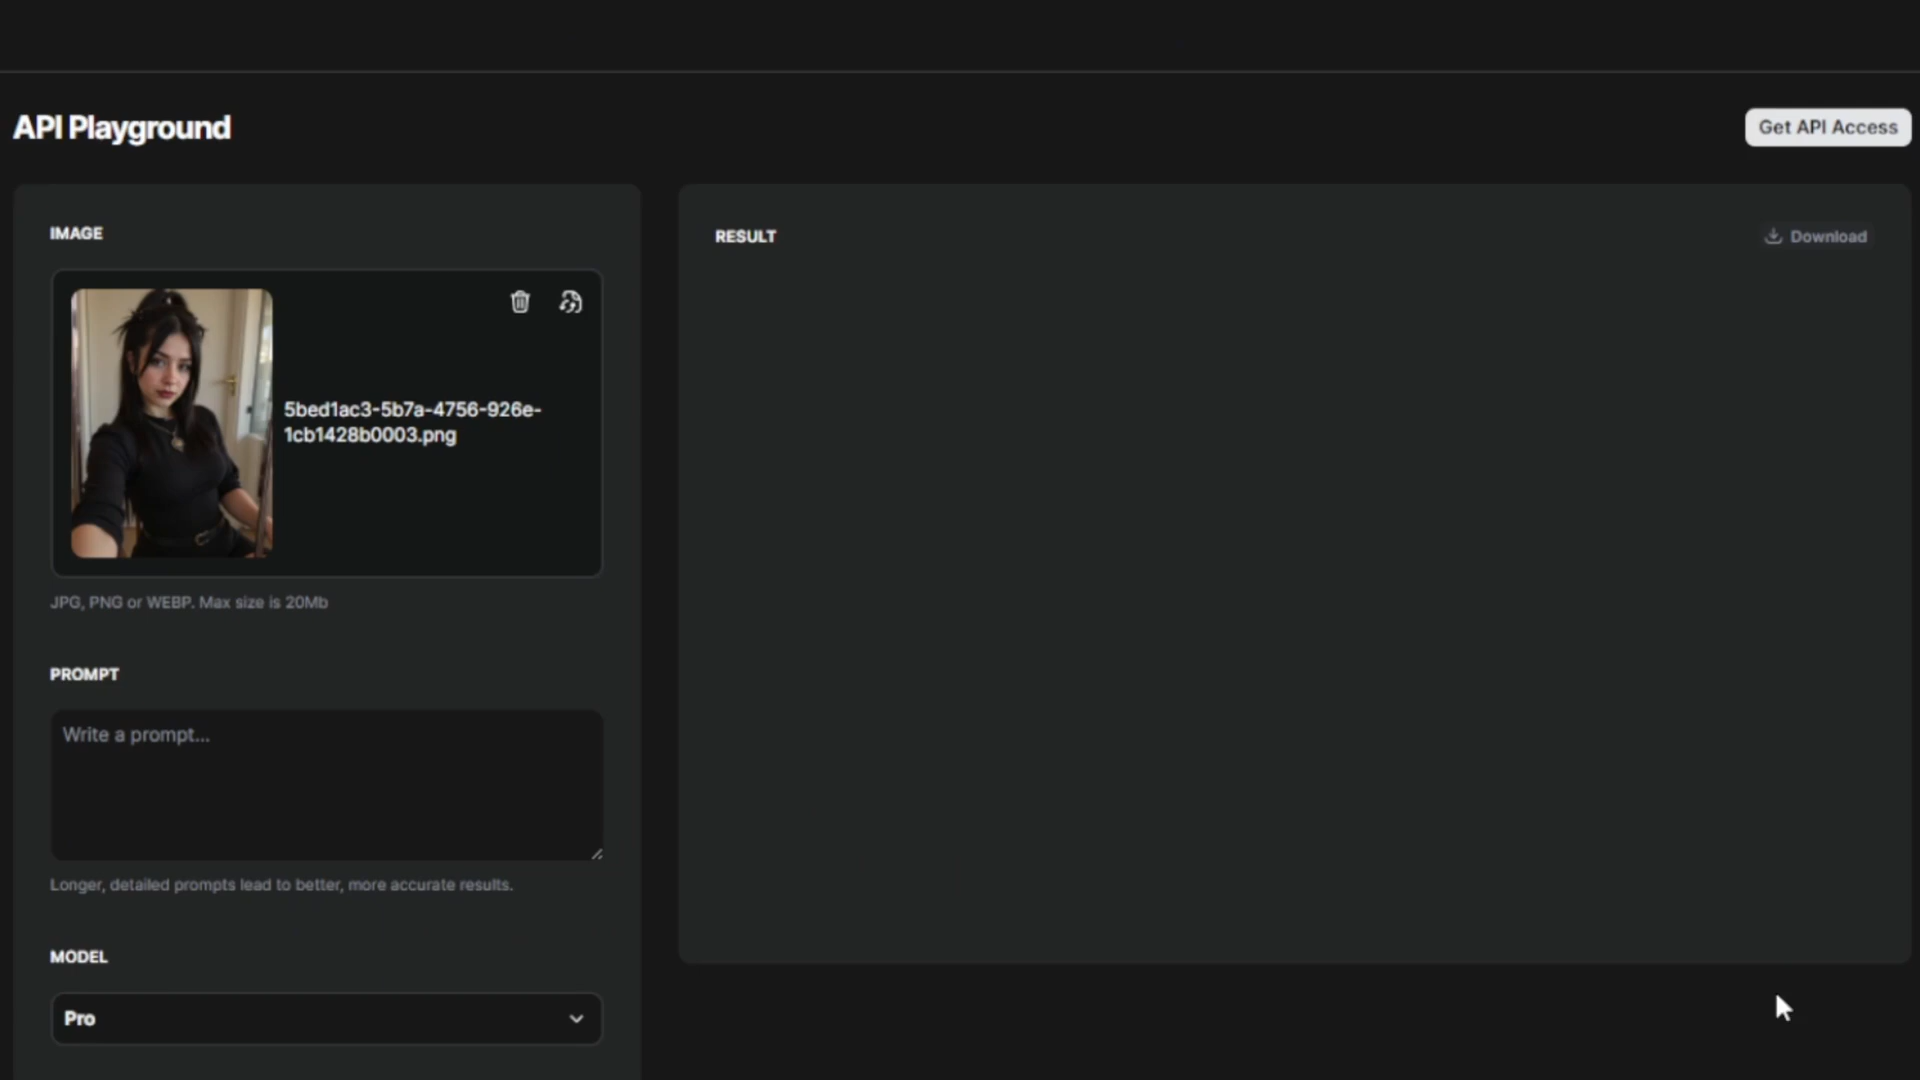 API Playground
Get API Access
IMAGE
5bed1ac3-5b7a-4756-926e-
1cb1428b0003.png
JPG, PNG or WEBP. Max size is 20Mb
PROMPT
Write a prompt...
Longer, detailed prompts lead to better, more accurate results.
MODEL
Pro
RESULT
Download